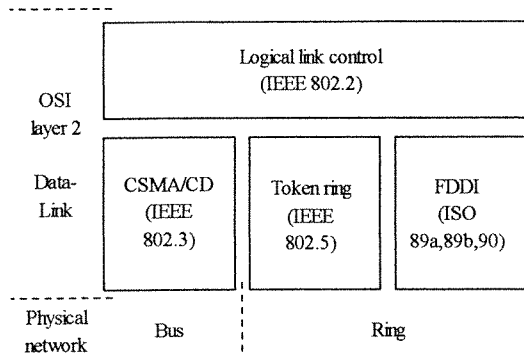 Logical link control
(IEEE 802.2)
OSI
layer 2
Data-
Link
CSMA/CD
(IEEE
802.3)
Token ring
(IEEE
802.5)
FDDI
(ISO
89a,89b,90)
Physical
network
Bus
Ring